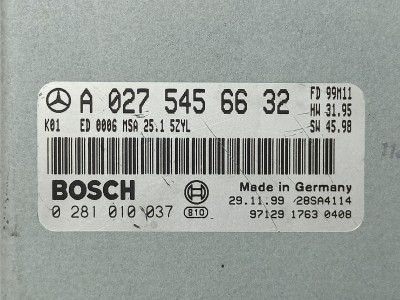 A 027 545 66 32
FD 99M11
HW 31.95
K01 ED 0006 MSA 25.1 5ZYL
SW 45.98
BOSCH
Made in Germany
0 281 010 037
810
29.11.99 /28SA4114
97129 1763 0408